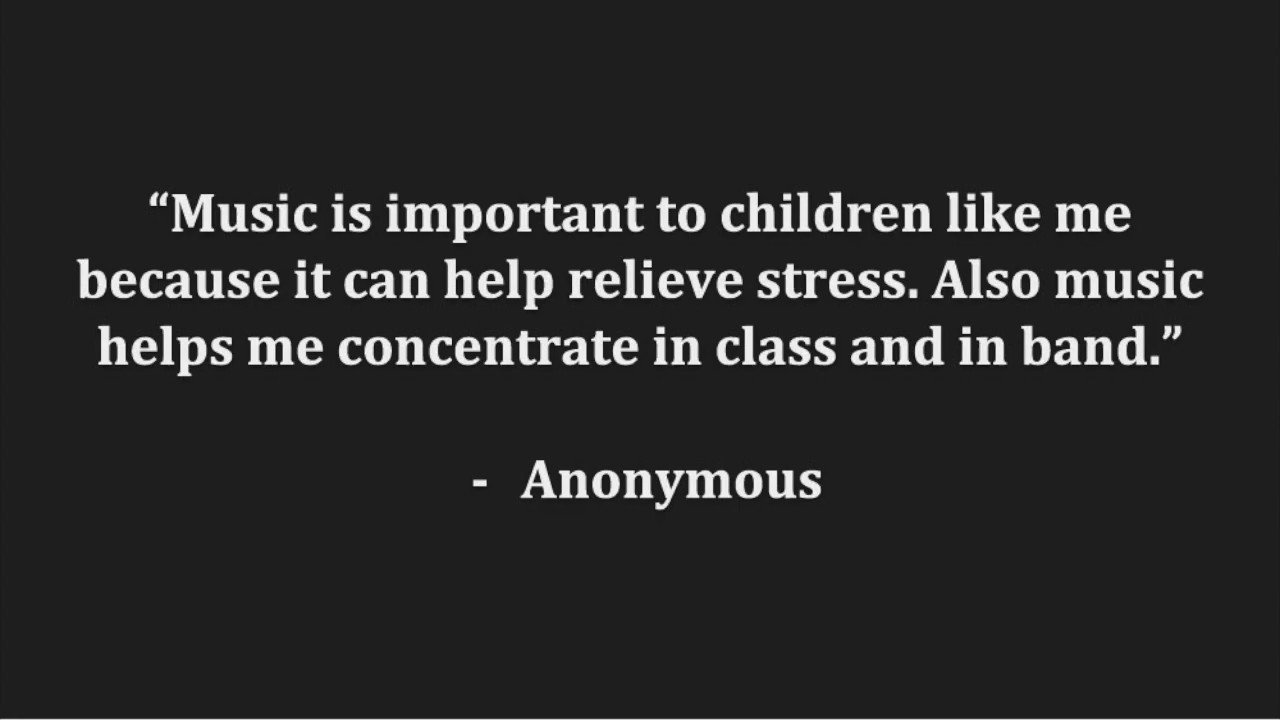 “Music is important to children like me
because it can help relieve stress. Also music
helps me concentrate in class and in band.”
- Anonymous